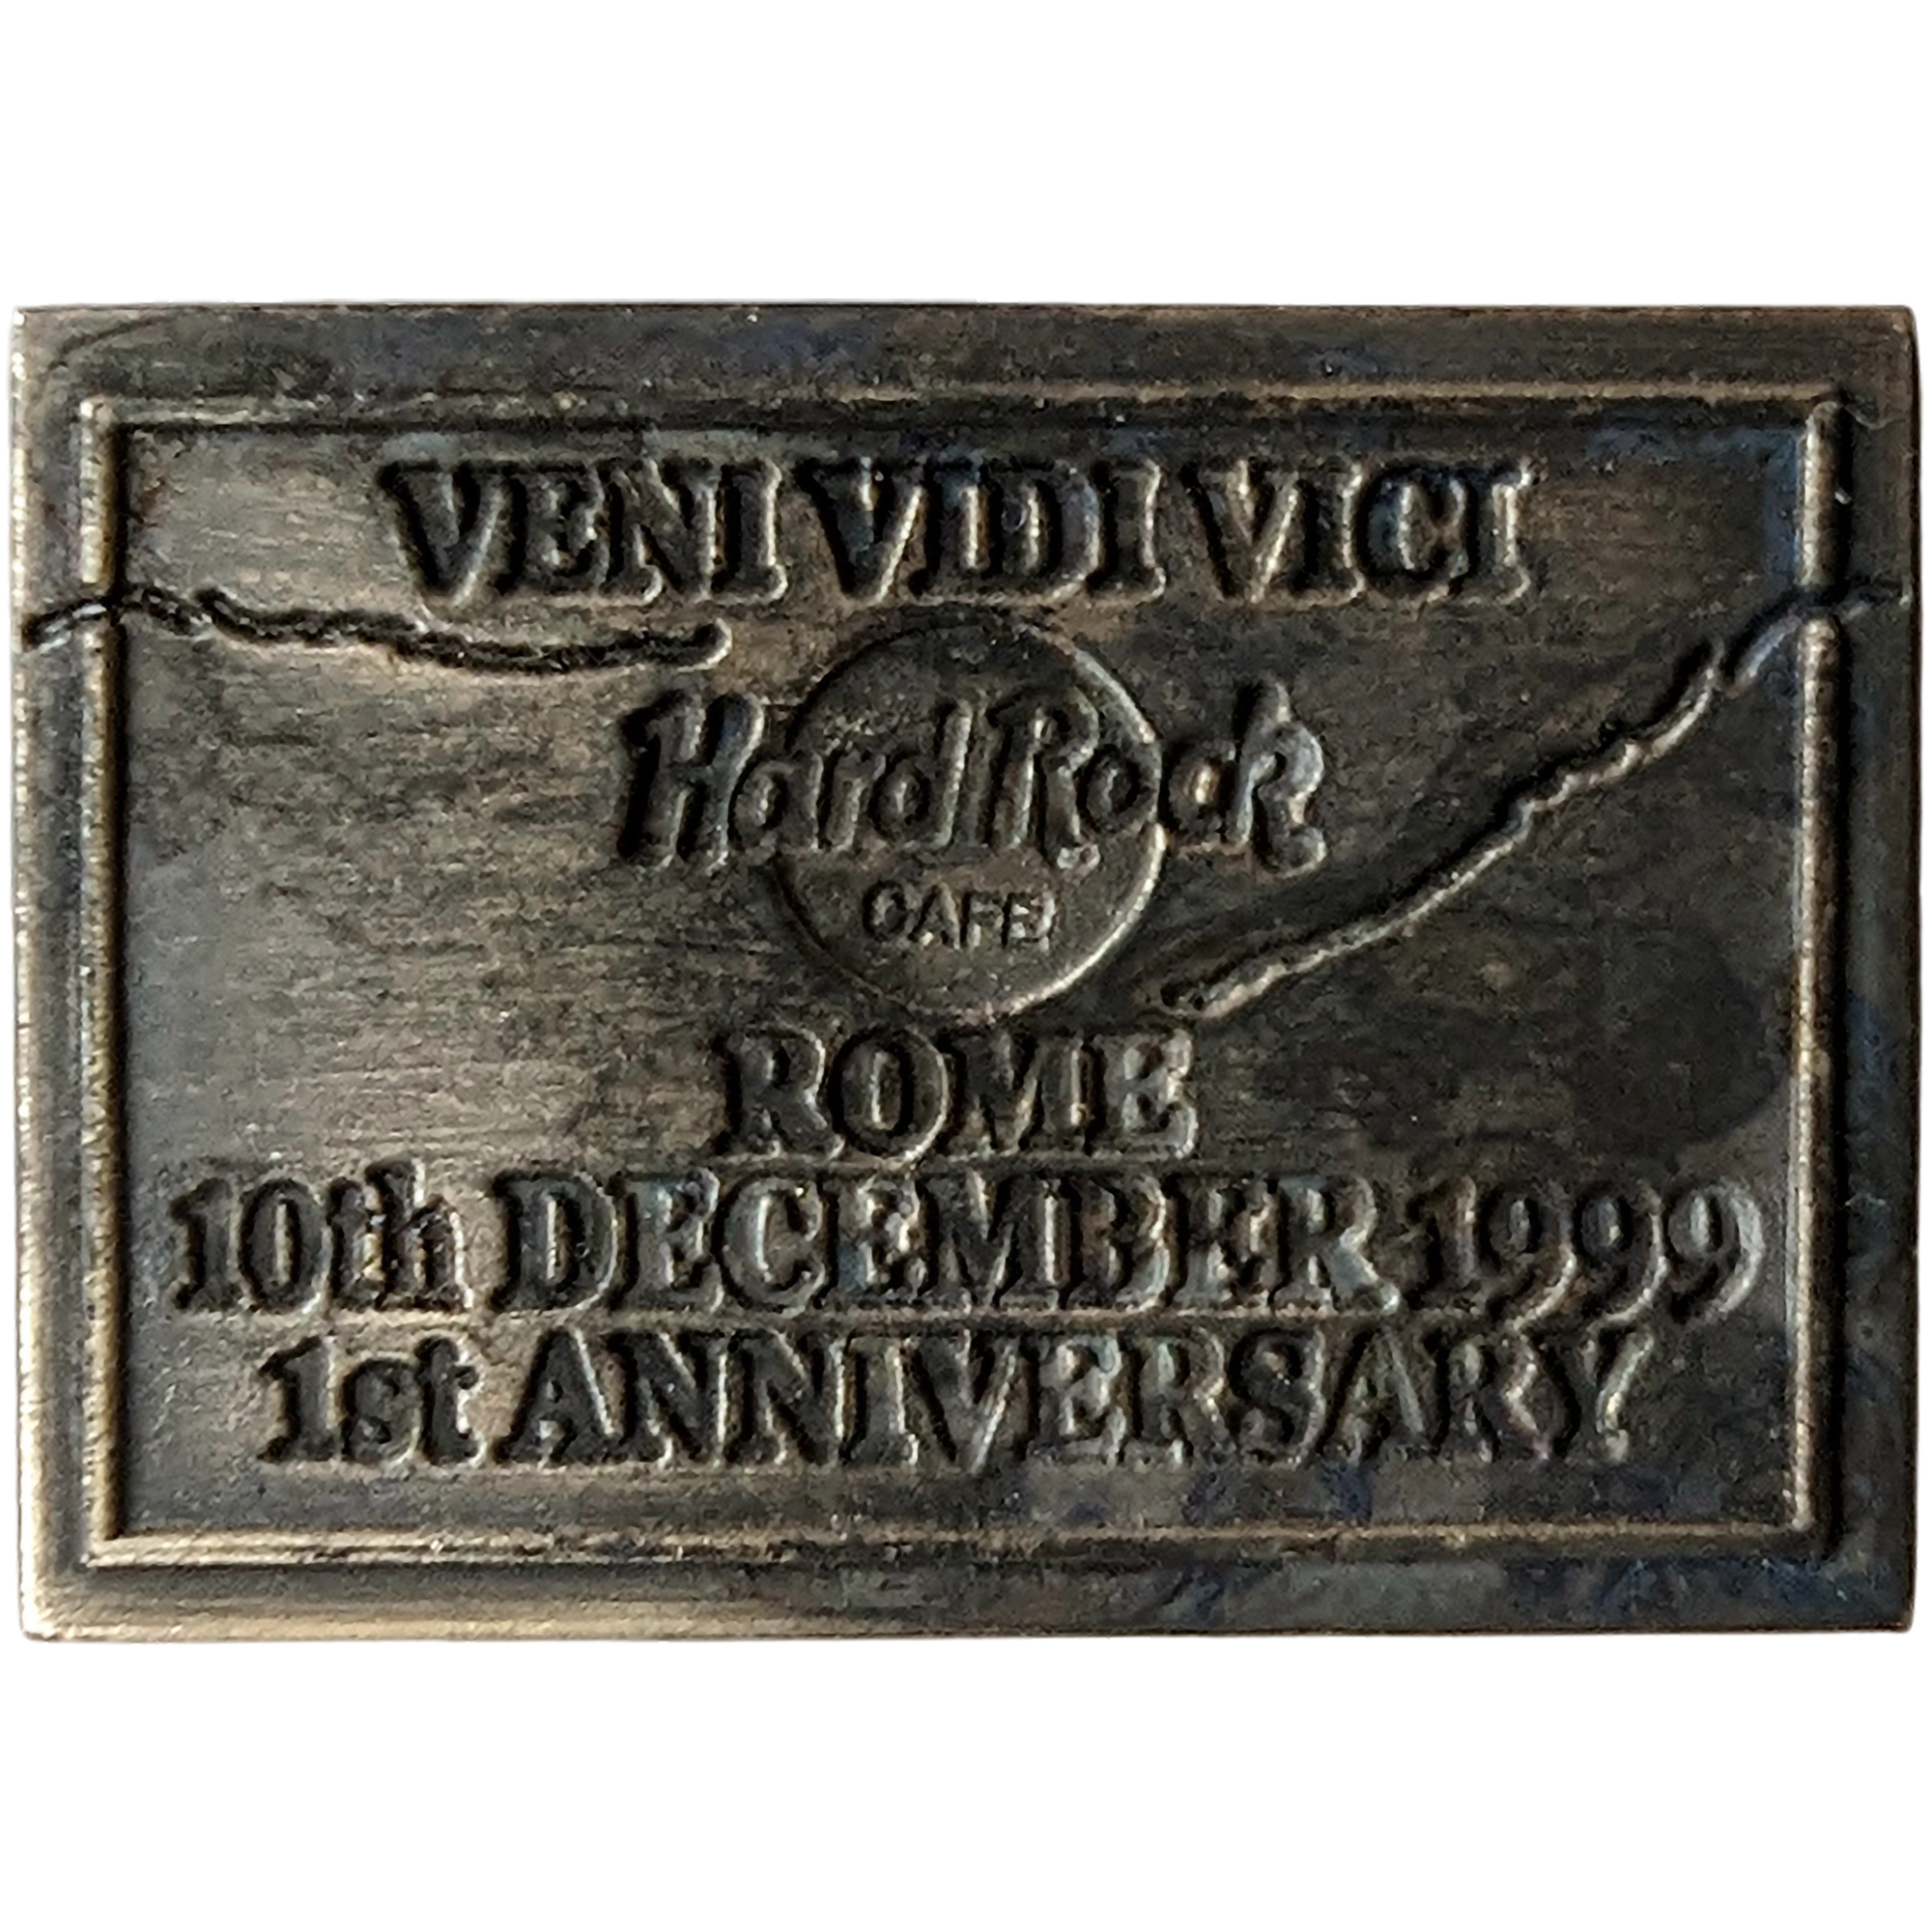 VENI VIDI VICI
Hard Rock
CAFE
ROME
10th DECEMBER 1999
1st ANNIVERSARY